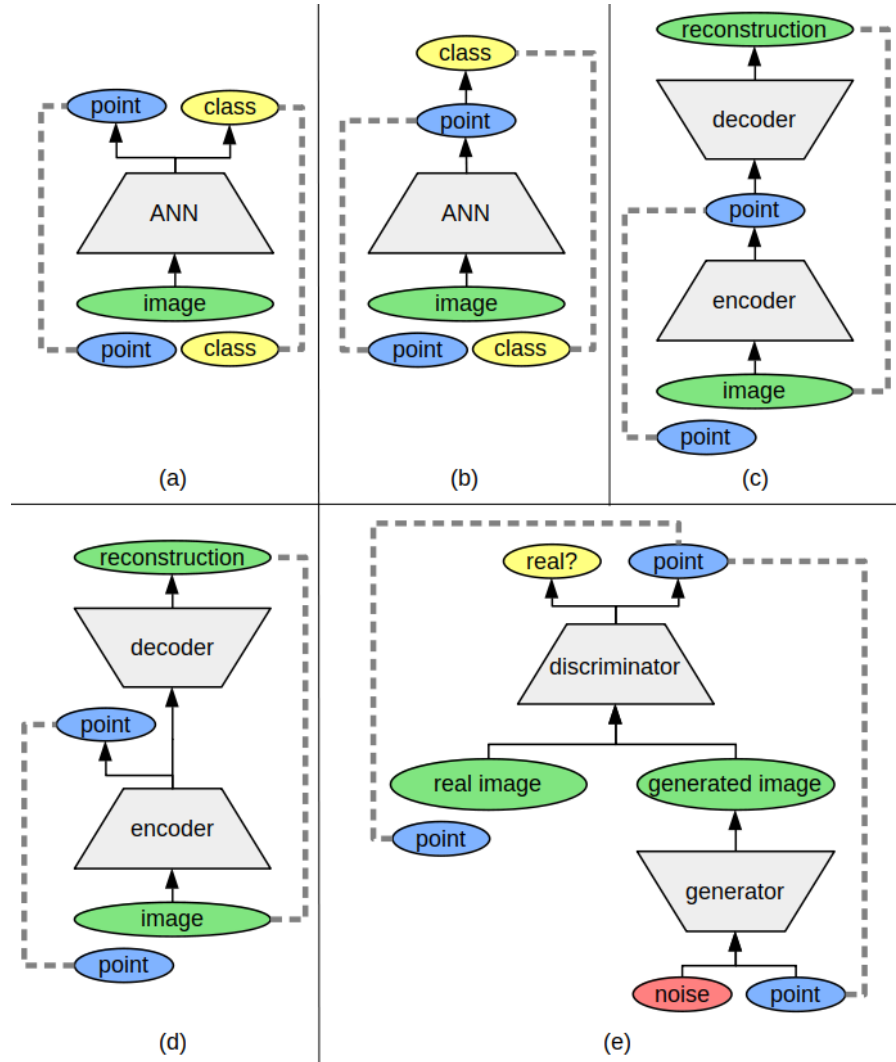 point
class
ANN
image
point
class
(a)
class
point
ANN
image
point
class
(b)
reconstruction
decoder
point
encoder
image
point
(c)
reconstruction
decoder
point
encoder
image
point
(d)
real?
point
discriminator
real image
generated image
point
generator
noise
point
(e)